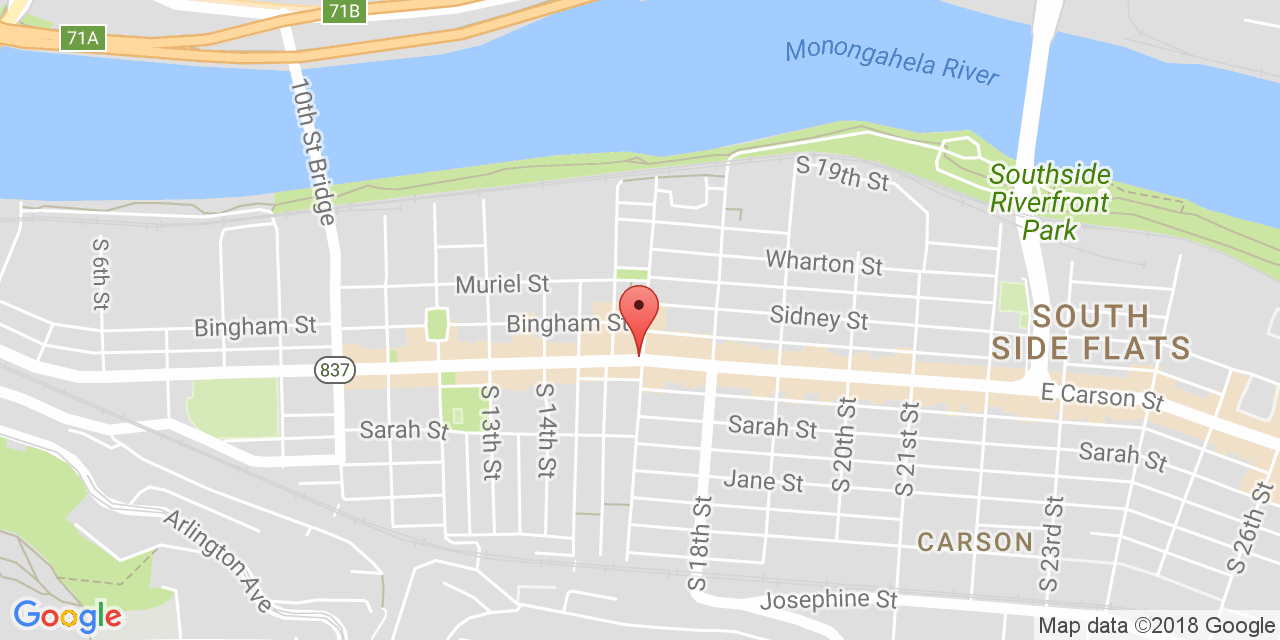 71B
71A
Monongahela River
10th St Bridge
S 19th St
Southside
Riverfront
Park
S 6th St
Wharton St
Muriel St
Bingham St
Bingham St
Sidney St
SOUTH
SIDE FLATS
837
E Carson St
S 13th St
S 14th St
Sarah St
Sarah St
S 20th St
S 21st St
Sarah St
Jane St
S 18th St
CARSON
S 23rd St
S 26th St
Arlington Ave
Josephine St
Google
Map data ©2018 Google